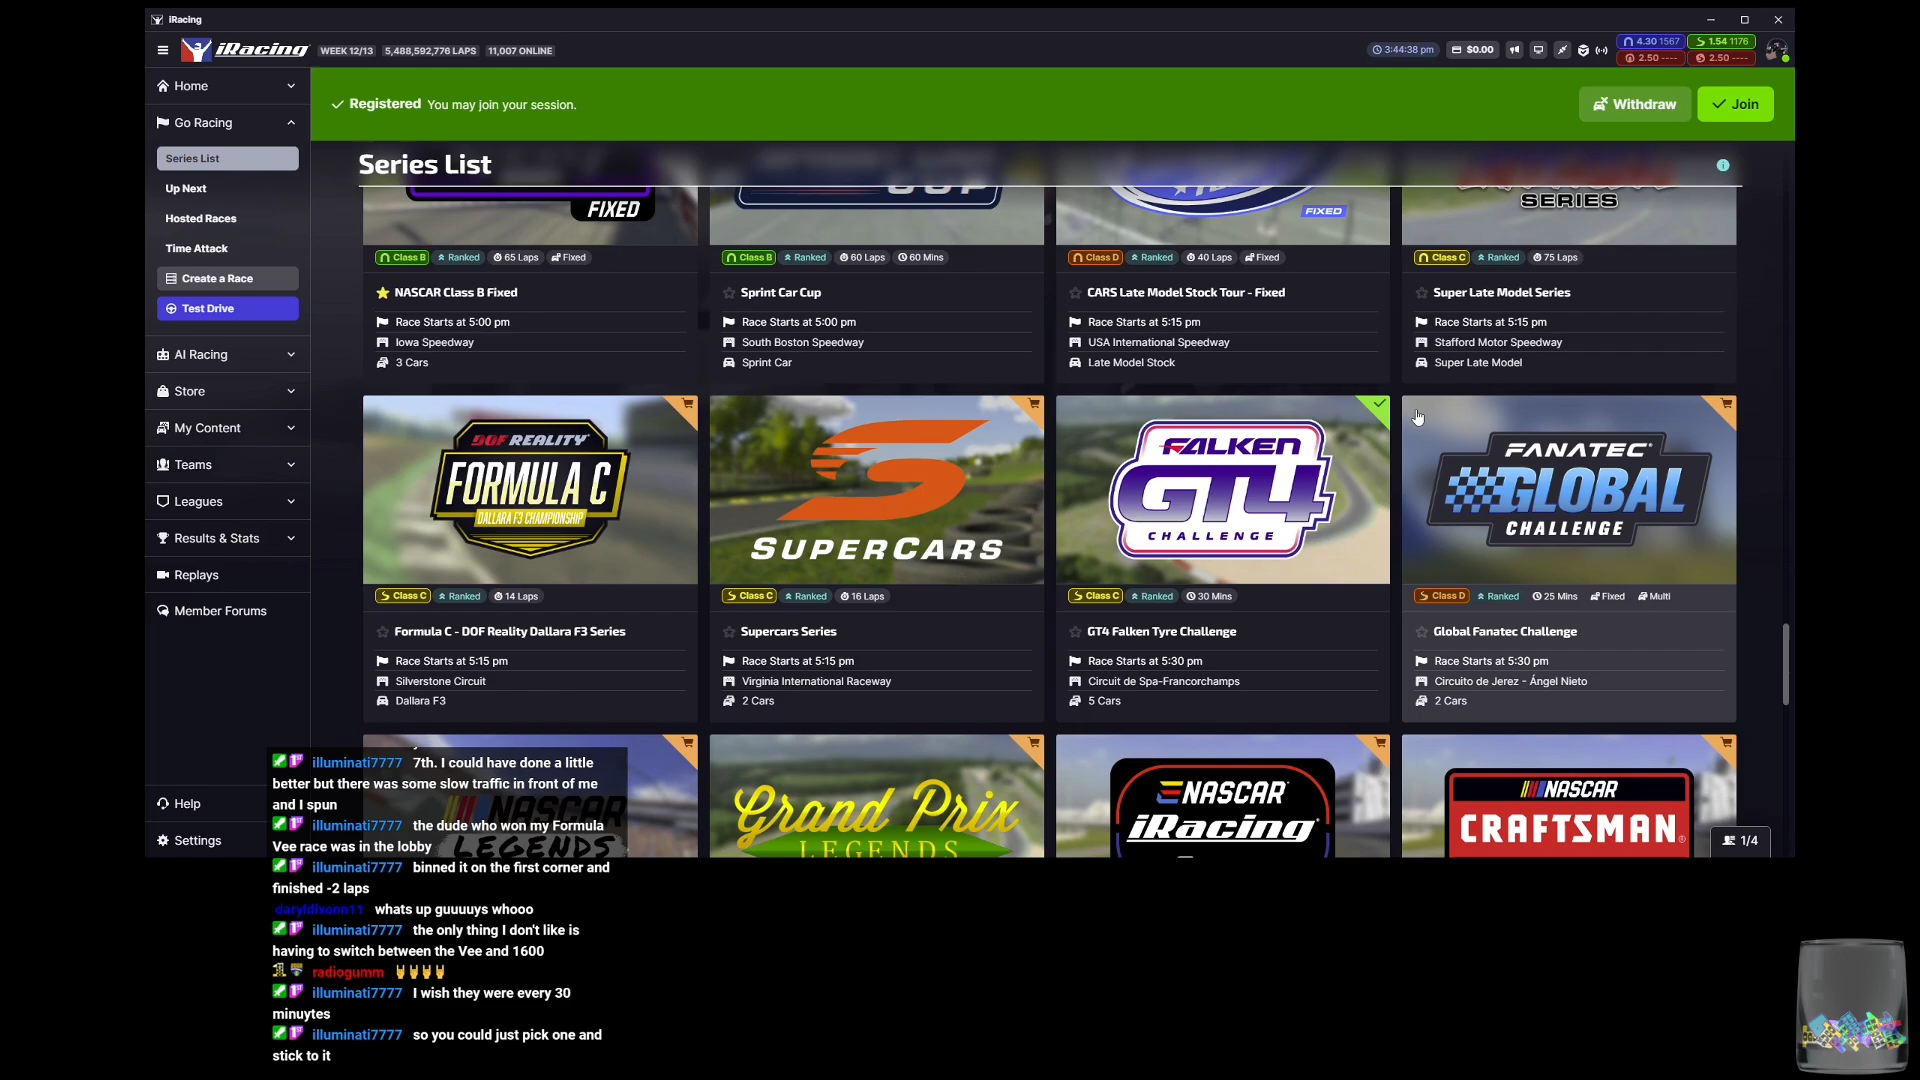 iRacing
iRacing
WEEK 12/13
5,488,592,776 LAPS
11,007 ONLINE
3:44:38 pm
$0.00
4.30 1567
1.54 1176
2.50 ----
2.50 ----
Home
Go Racing
Series List
Up Next
Hosted Races
Time Attack
Create a Race
Test Drive
AI Racing
Store
My Content
Teams
Leagues
Results & Stats
Replays
Member Forums
Help
Settings
Registered You may join your session.
Withdraw
Join
Series List
FIXED
CUP
FIXED
SERIES
Class B Ranked 65 Laps Fixed
NASCAR Class B Fixed
Race Starts at 5:00 pm
Iowa Speedway
3 Cars
Class B Ranked 60 Laps 60 Mins
Sprint Car Cup
Race Starts at 5:00 pm
South Boston Speedway
Sprint Car
Class D Ranked 40 Laps Fixed
CARS Late Model Stock Tour - Fixed
Race Starts at 5:15 pm
USA International Speedway
Late Model Stock
Class C Ranked 75 Laps
Super Late Model Series
Race Starts at 5:15 pm
Stafford Motor Speedway
Super Late Model
DOF REALITY
FORMULA C
DALLARA F3 CHAMPIONSHIP
Class C Ranked 14 Laps
Formula C - DOF Reality Dallara F3 Series
Race Starts at 5:15 pm
Silverstone Circuit
Dallara F3
SUPERCARS
Class C Ranked 16 Laps
Supercars Series
Race Starts at 5:15 pm
Virginia International Raceway
2 Cars
FALKEN
GT4
CHALLENGE
Class C Ranked 30 Mins
GT4 Falken Tyre Challenge
Race Starts at 5:30 pm
Circuit de Spa-Francorchamps
5 Cars
FANATEC
GLOBAL
CHALLENGE
Class D Ranked 25 Mins Fixed Multi
Global Fanatec Challenge
Race Starts at 5:30 pm
Circuito de Jerez - Ángel Nieto
2 Cars
NASCAR
LEGENDS
Grand Prix
LEGENDS
eNASCAR
iRacing
NASCAR
CRAFTSMAN
1/4
illuminati7777 7th. I could have done a little
better but there was some slow traffic in front of me
and I spun
illuminati7777 the dude who won my Formula
Vee race was in the lobby
illuminati7777 binned it on the first corner and
finished -2 laps
daryldixonn11 whats up guuuuys whooo
illuminati7777 the only thing I don't like is
having to switch between the Vee and 1600
radiogumm 🤘🤘🤘🤘
illuminati7777 I wish they were every 30
minuytes
illuminati7777 so you could just pick one and
stick to it